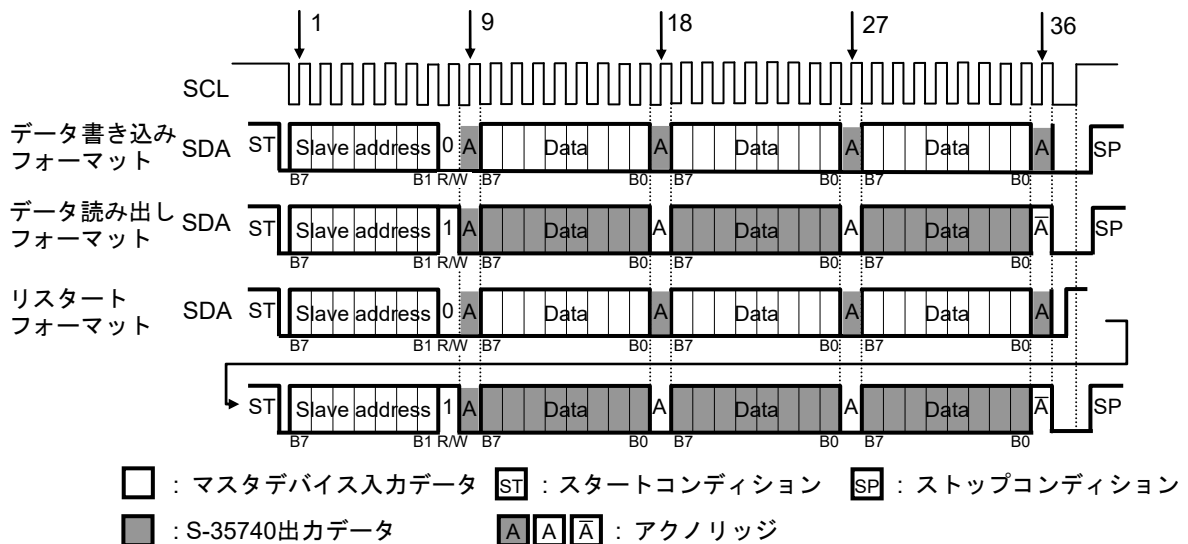 1 9 18 27 36
SCL
データ書き込み
フォーマット
SDA ST Slave address 0 A Data A Data A Data A SP
B7 B1 R/W B7 B0 B7 B0 B7 B0
データ読み出し
フォーマット
SDA ST Slave address 1 A Data A Data A Data A̅ SP
B7 B1 R/W B7 B0 B7 B0 B7 B0
リスタート
フォーマット
SDA ST Slave address 0 A Data A Data A Data A
B7 B1 R/W B7 B0 B7 B0 B7 B0
ST Slave address 1 A Data A Data A Data A̅ SP
B7 B1 R/W B7 B0 B7 B0 B7 B0
: マスタデバイス入力データ ST : スタートコンディション SP : ストップコンディション
: S-35740出力データ A A A̅ : アクノリッジ